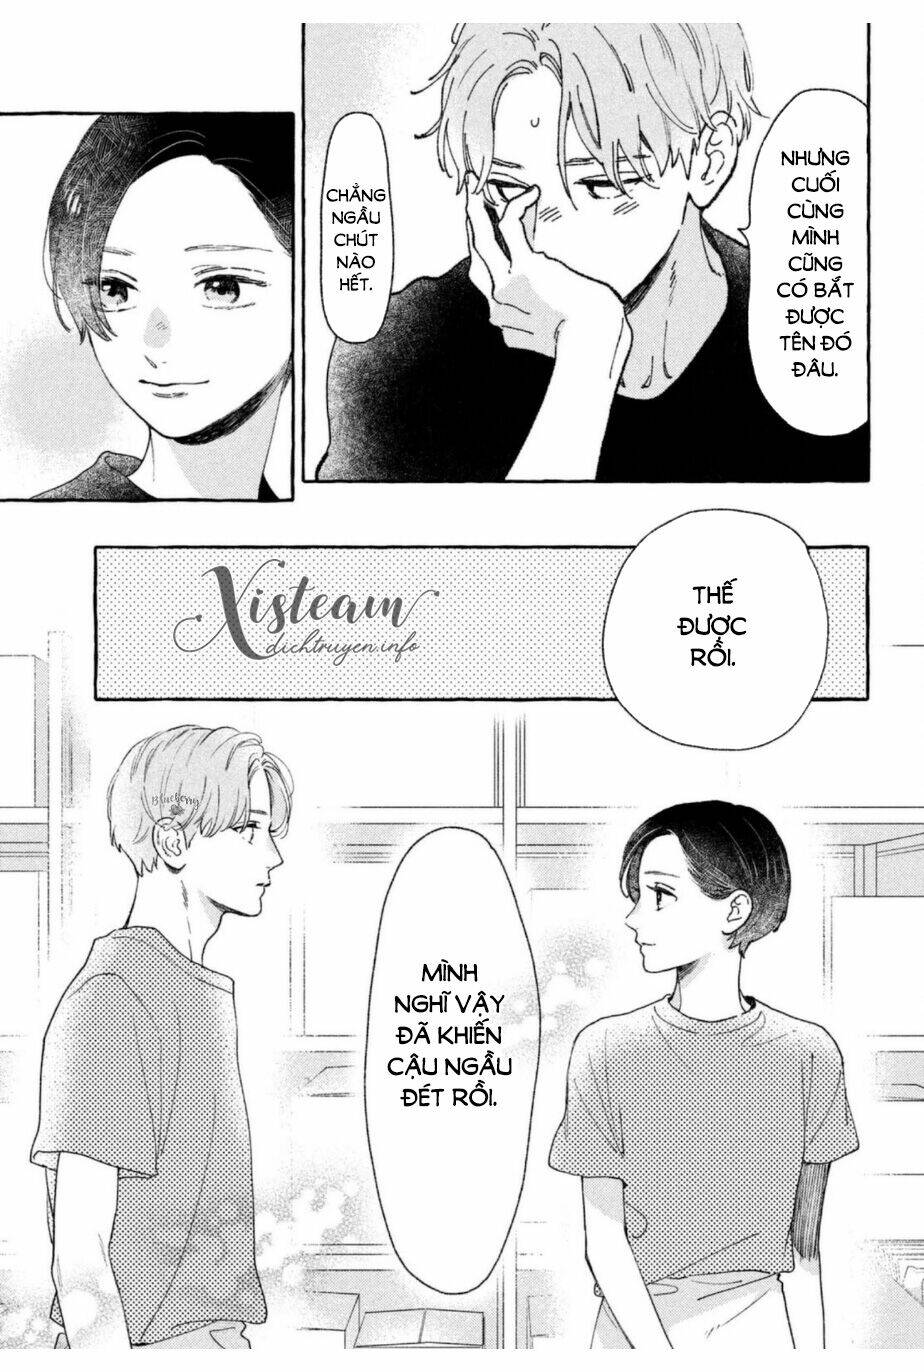 NHƯNG
CUỐI
CÙNG
MÌNH
CŨNG
CÓ BẮT
ĐƯỢC
TÊN ĐÓ
ĐÂU.
CHẲNG
NGẦU
CHÚT
NÀO
HẾT.
THẾ
ĐƯỢC
RỒI.
Xisteam
dichtruyen.info
Blueberry
MÌNH
NGHĨ VẬY
ĐÃ KHIẾN
CẬU NGẦU
ĐÉT RỒI.